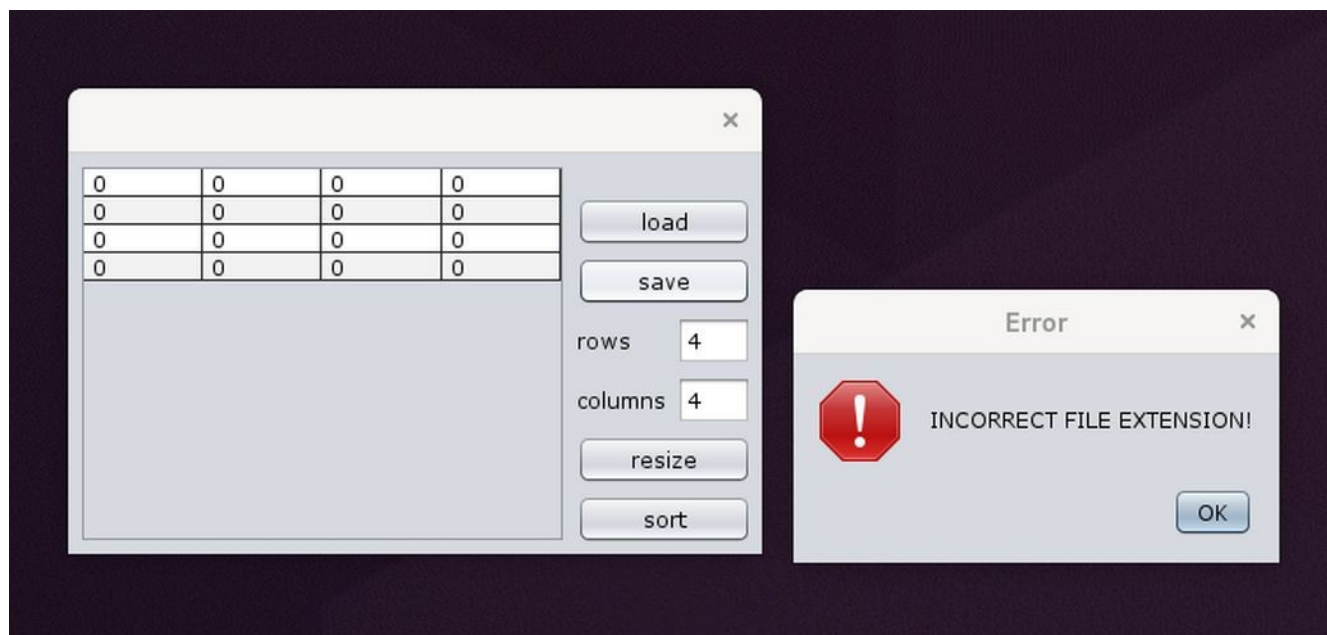 0 0 0 0
0 0 0 0
0 0 0 0
0 0 0 0
load
save
rows 4
columns 4
resize
sort
Error
INCORRECT FILE EXTENSION!
OK